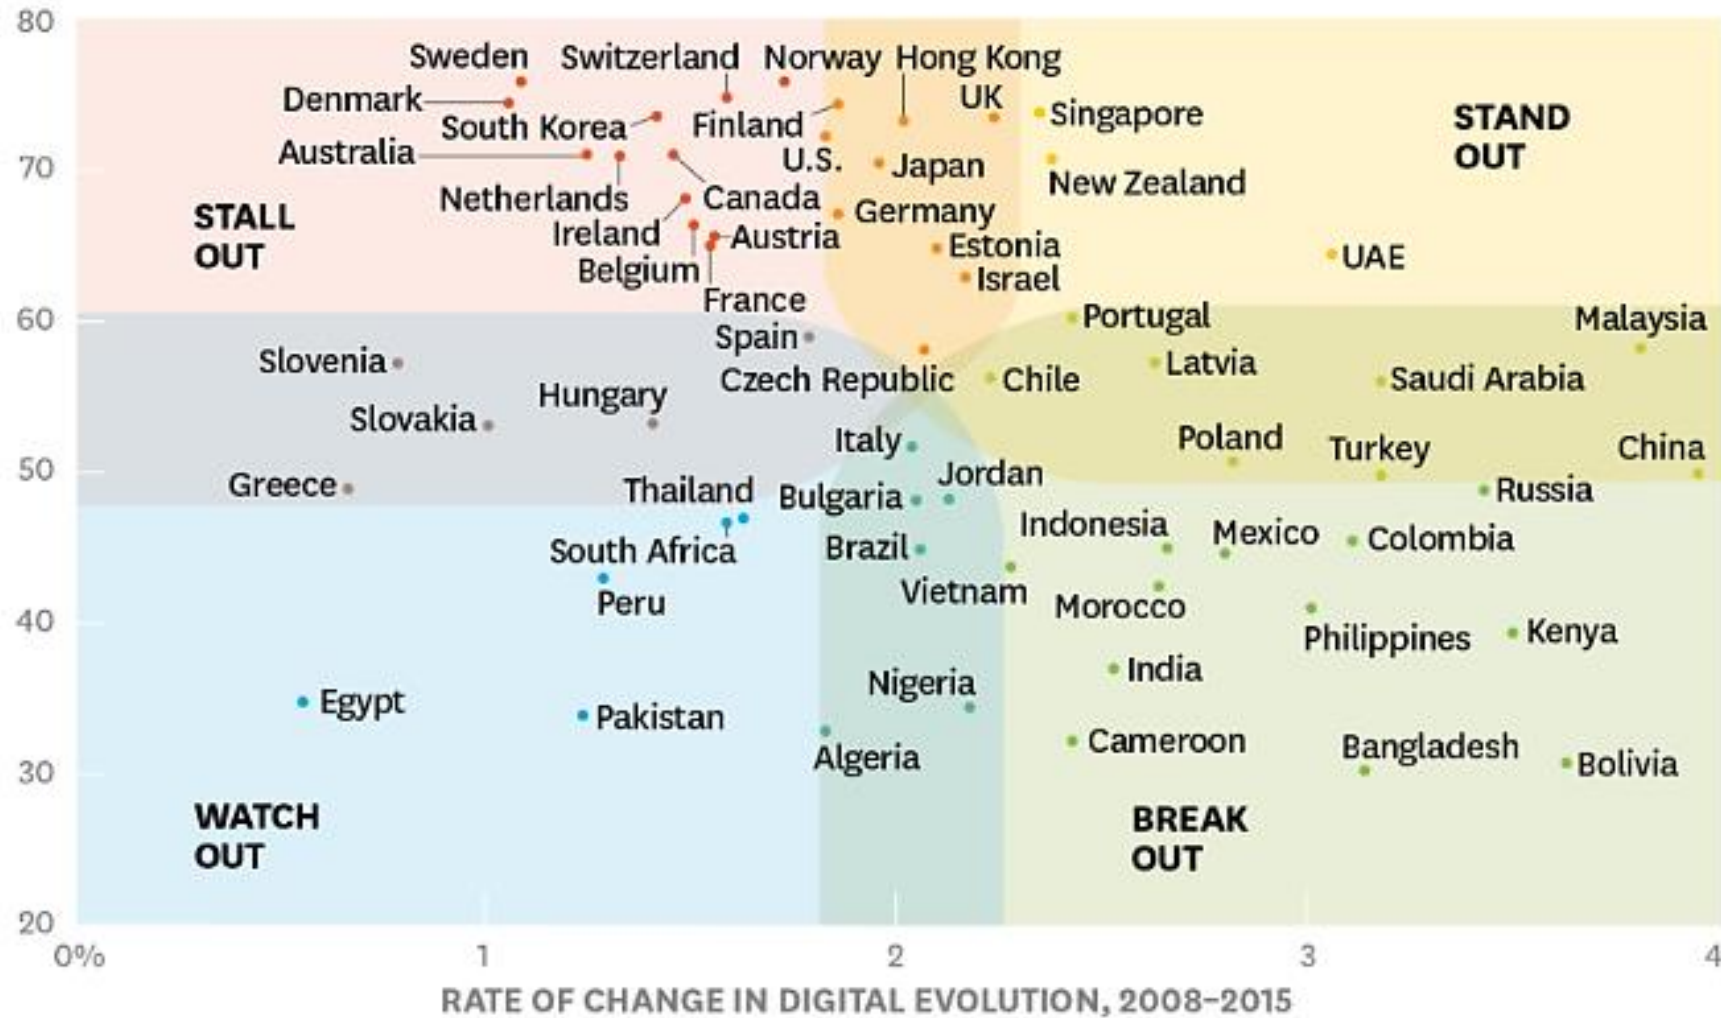 80
Sweden
Switzerland
Norway
Hong Kong
Denmark
UK
South Korea
Finland
Singapore
STAND
OUT
Australia
U.S.
Japan
70
New Zealand
Netherlands
Canada
STALL
OUT
Germany
Ireland
Austria
Estonia
Belgium
Israel
UAE
France
60
Portugal
Malaysia
Spain
Slovenia
Latvia
Czech Republic
Chile
Saudi Arabia
Hungary
Slovakia
Italy
Poland
Turkey
China
50
Greece
Thailand
Jordan
Bulgaria
Russia
Indonesia
Mexico
Colombia
South Africa
Brazil
Peru
Vietnam
Morocco
40
Philippines
Kenya
India
Nigeria
Egypt
Pakistan
Algeria
Cameroon
Bangladesh
Bolivia
30
WATCH
OUT
BREAK
OUT
20
0%
1
2
3
4
RATE OF CHANGE IN DIGITAL EVOLUTION, 2008–2015